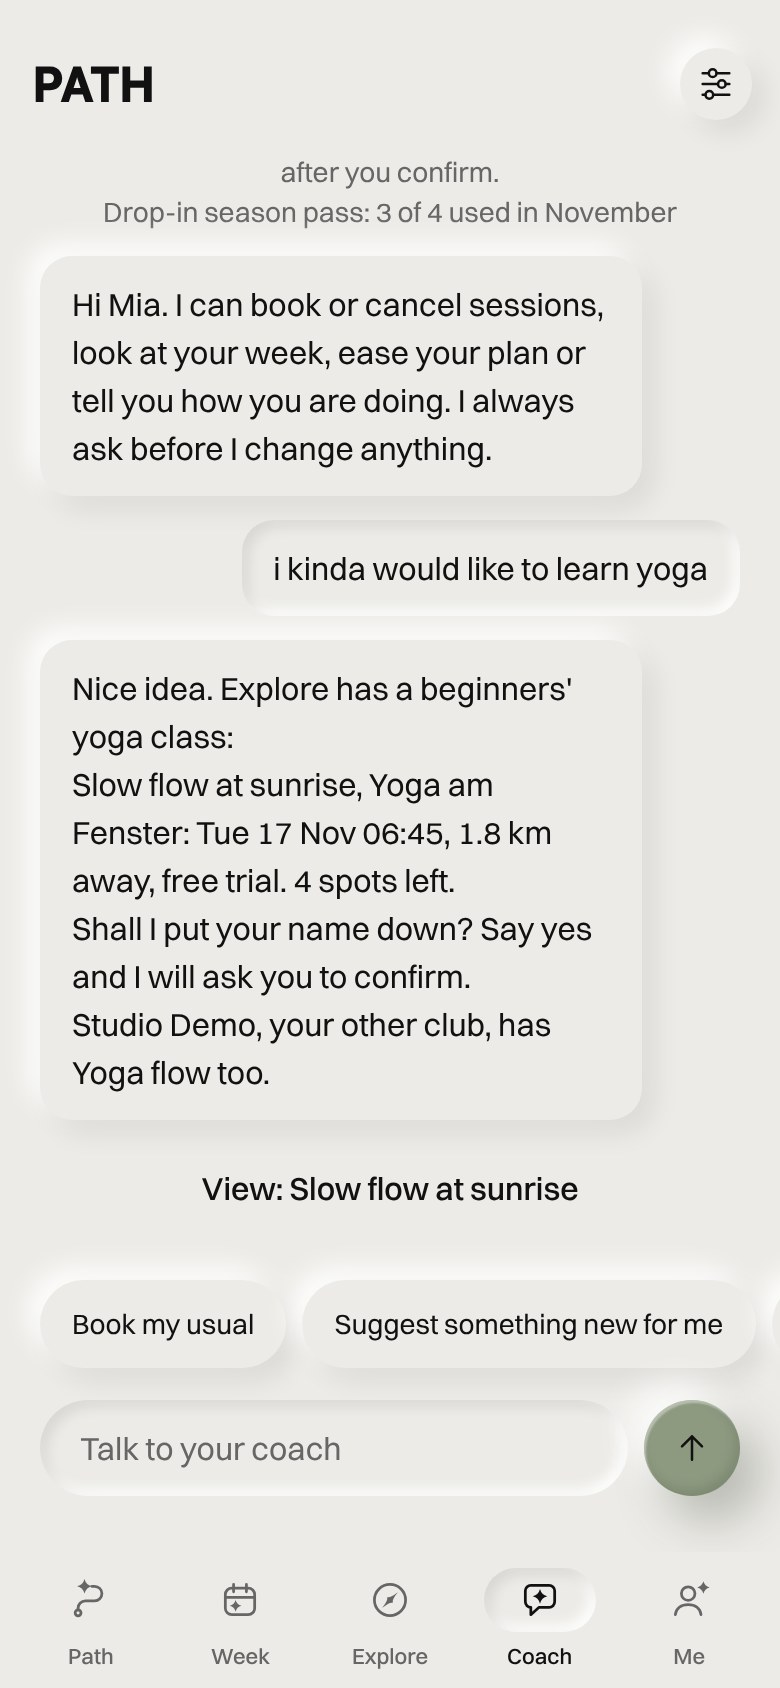 PATH
after you confirm.
Drop-in season pass: 3 of 4 used in November
Hi Mia. I can book or cancel sessions,
look at your week, ease your plan or
tell you how you are doing. I always
ask before I change anything.
i kinda would like to learn yoga
Nice idea. Explore has a beginners'
yoga class:
Slow flow at sunrise, Yoga am
Fenster: Tue 17 Nov 06:45, 1.8 km
away, free trial. 4 spots left.
Shall I put your name down? Say yes
and I will ask you to confirm.
Studio Demo, your other club, has
Yoga flow too.
View: Slow flow at sunrise
Book my usual
Suggest something new for me
Talk to your coach
Path
Week
Explore
Coach
Me